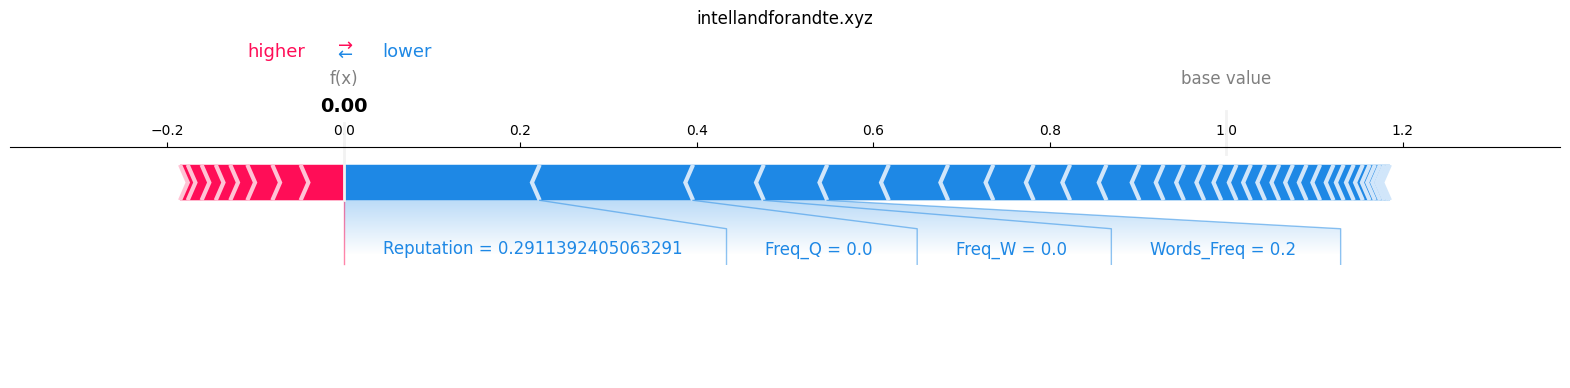 intellandforandte.xyz
higher ⇄ lower
f(x) base value
0.00
−0.2 0.0 0.2 0.4 0.6 0.8 1.0 1.2
Reputation = 0.2911392405063291 Freq_Q = 0.0 Freq_W = 0.0 Words_Freq = 0.2